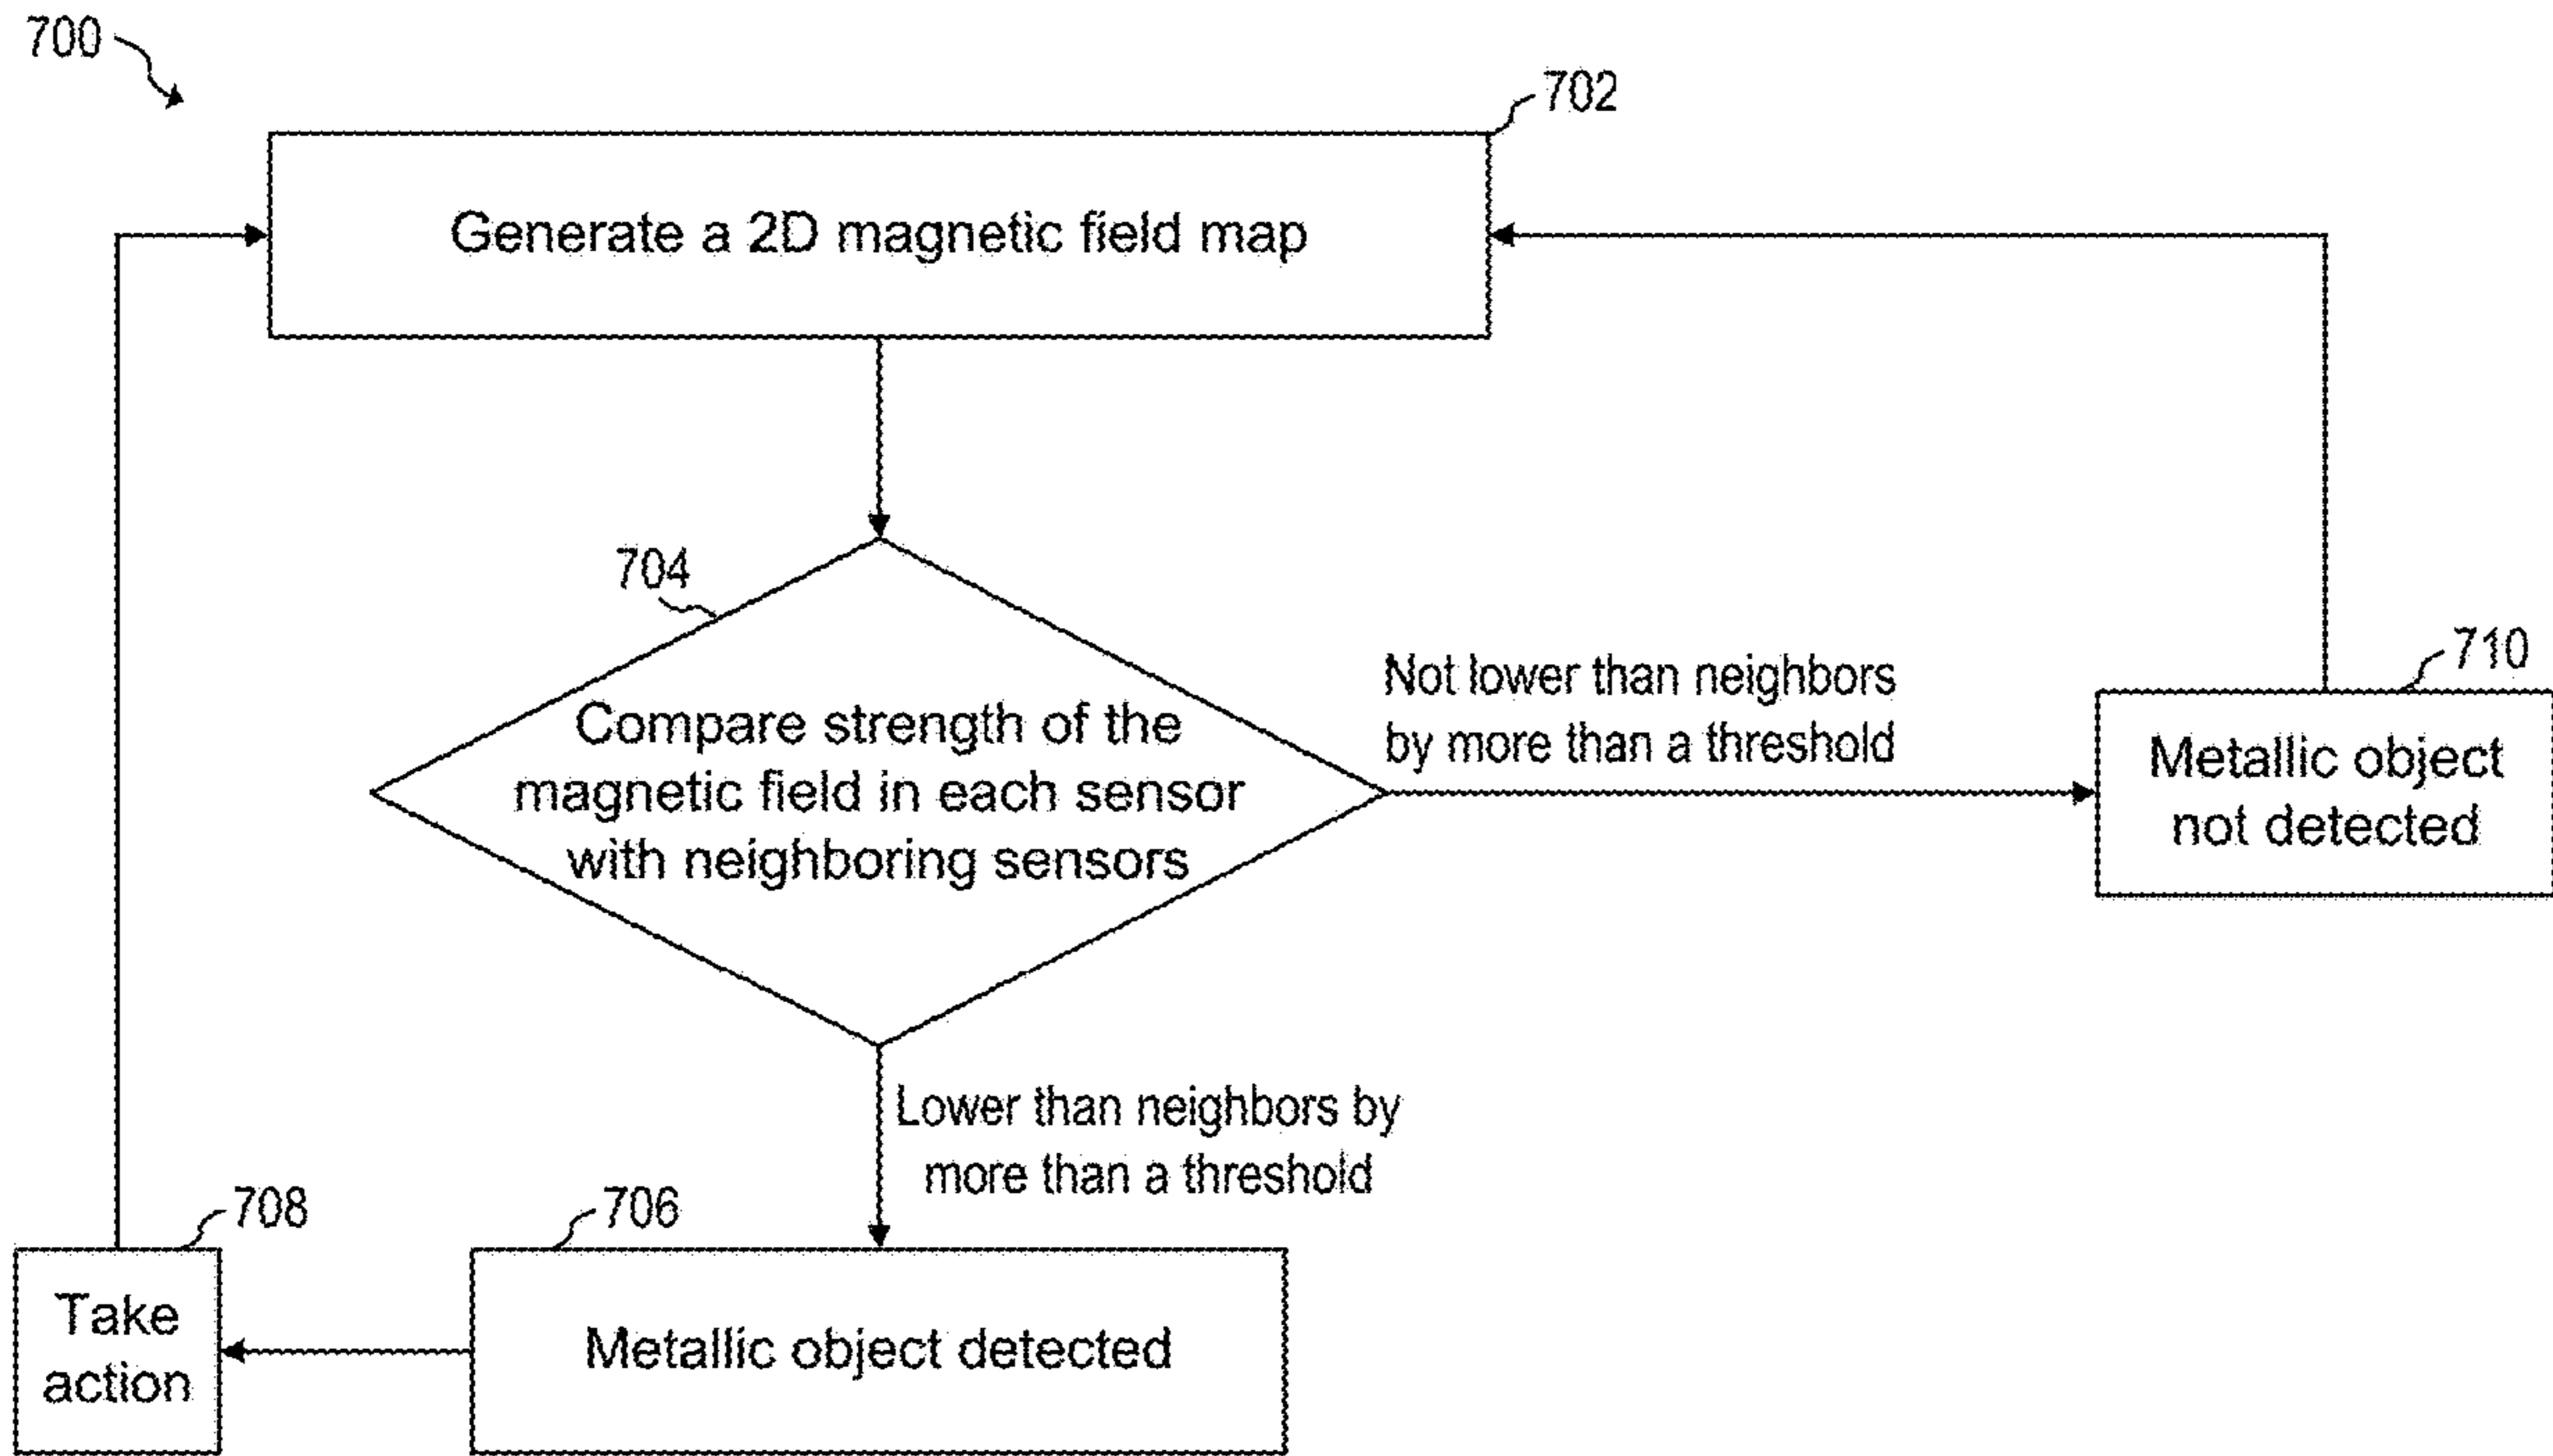 700
702
Generate a 2D magnetic field map
704
Compare strength of the
magnetic field in each sensor
with neighboring sensors
Not lower than neighbors
by more than a threshold
710
Metallic object
not detected
Lower than neighbors by
more than a threshold
708
Take
action
706
Metallic object detected